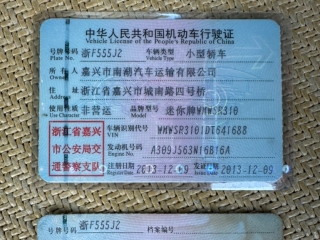 中华人民共和国机动车行驶证
Vehicle License of the People's Republic of China
号牌号码 浙F555J2 车辆类型 小型轿车
Plate No. Vehicle Type
所有人 嘉兴市南湖汽车运输有限公司
Owner
住址 浙江省嘉兴市城南路四号桥
Address
使用性质 非营运 品牌型号 迷你牌WMWSR310
Use Character Model
浙江省嘉兴
市公安局交
通警察支队
车辆识别代号 WMWSR3101DT641688
VIN
发动机号码 A309J563N16B16A
Engine No.
注册日期 2013-12-09 发证日期 2013-12-09
Register Date Issue Date
号牌号码 浙F555J2 档案编号